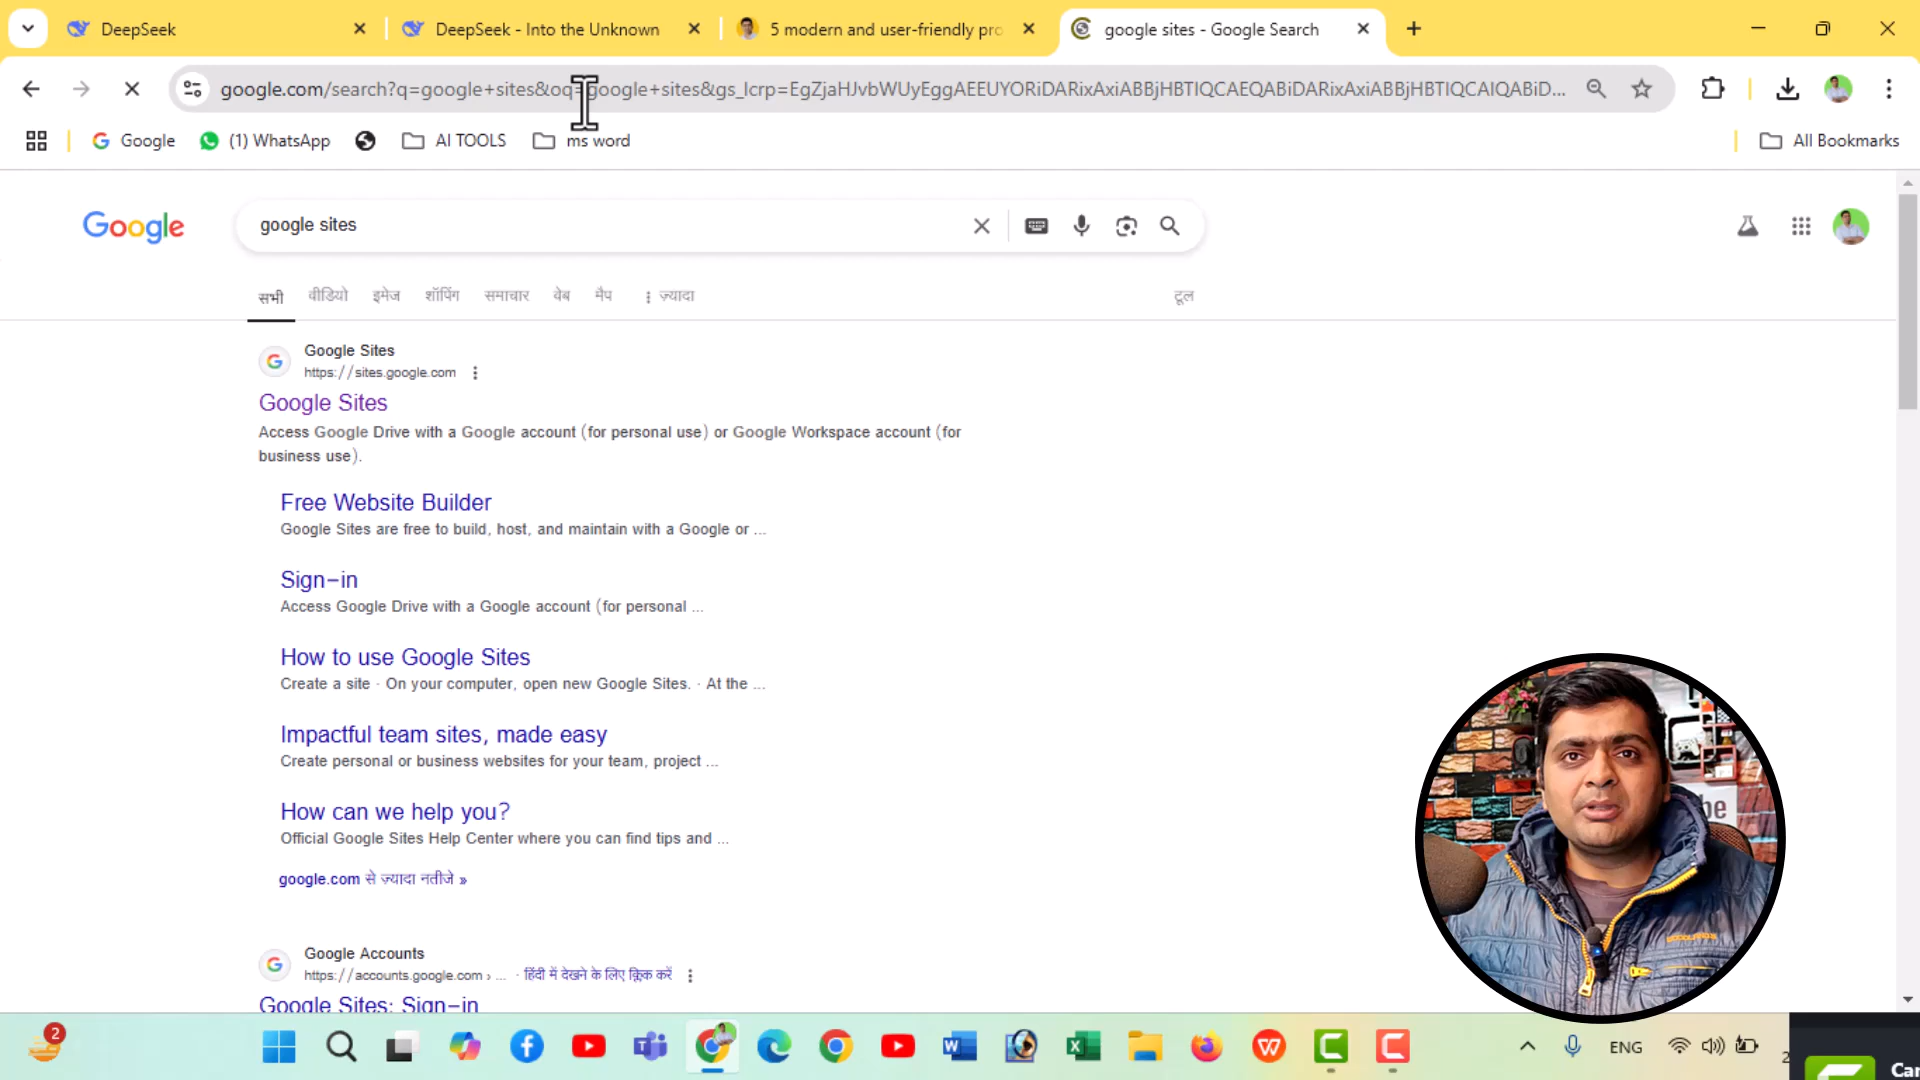 DeepSeek
DeepSeek - Into the Unknown
5 modern and user-friendly pro
google sites - Google Search
google.com/search?q=google+sites&oq=google+sites&gs_lcrp=EgZjaHJvbWUyEggAEEUYORiDARixAxiABBjHBTIQCAEQABiDARixAxiABBjHBTIQCAIQABiD...
Google
(1) WhatsApp
AI TOOLS
ms word
All Bookmarks
Google
google sites
सभी वीडियो इमेज शॉपिंग समाचार वेब मैप ज़्यादा टूल
Google Sites
https://sites.google.com
Google Sites
Access Google Drive with a Google account (for personal use) or Google Workspace account (for
business use).
Free Website Builder
Google Sites are free to build, host, and maintain with a Google or ...
Sign-in
Access Google Drive with a Google account (for personal ...
How to use Google Sites
Create a site · On your computer, open new Google Sites. · At the ...
Impactful team sites, made easy
Create personal or business websites for your team, project ...
How can we help you?
Official Google Sites Help Center where you can find tips and ...
google.com से ज़्यादा नतीजे »
Google Accounts
https://accounts.google.com › ... · हिंदी में देखने के लिए क्लिक करें
Google Sites: Sign-in
be
2
ENG
2
Car